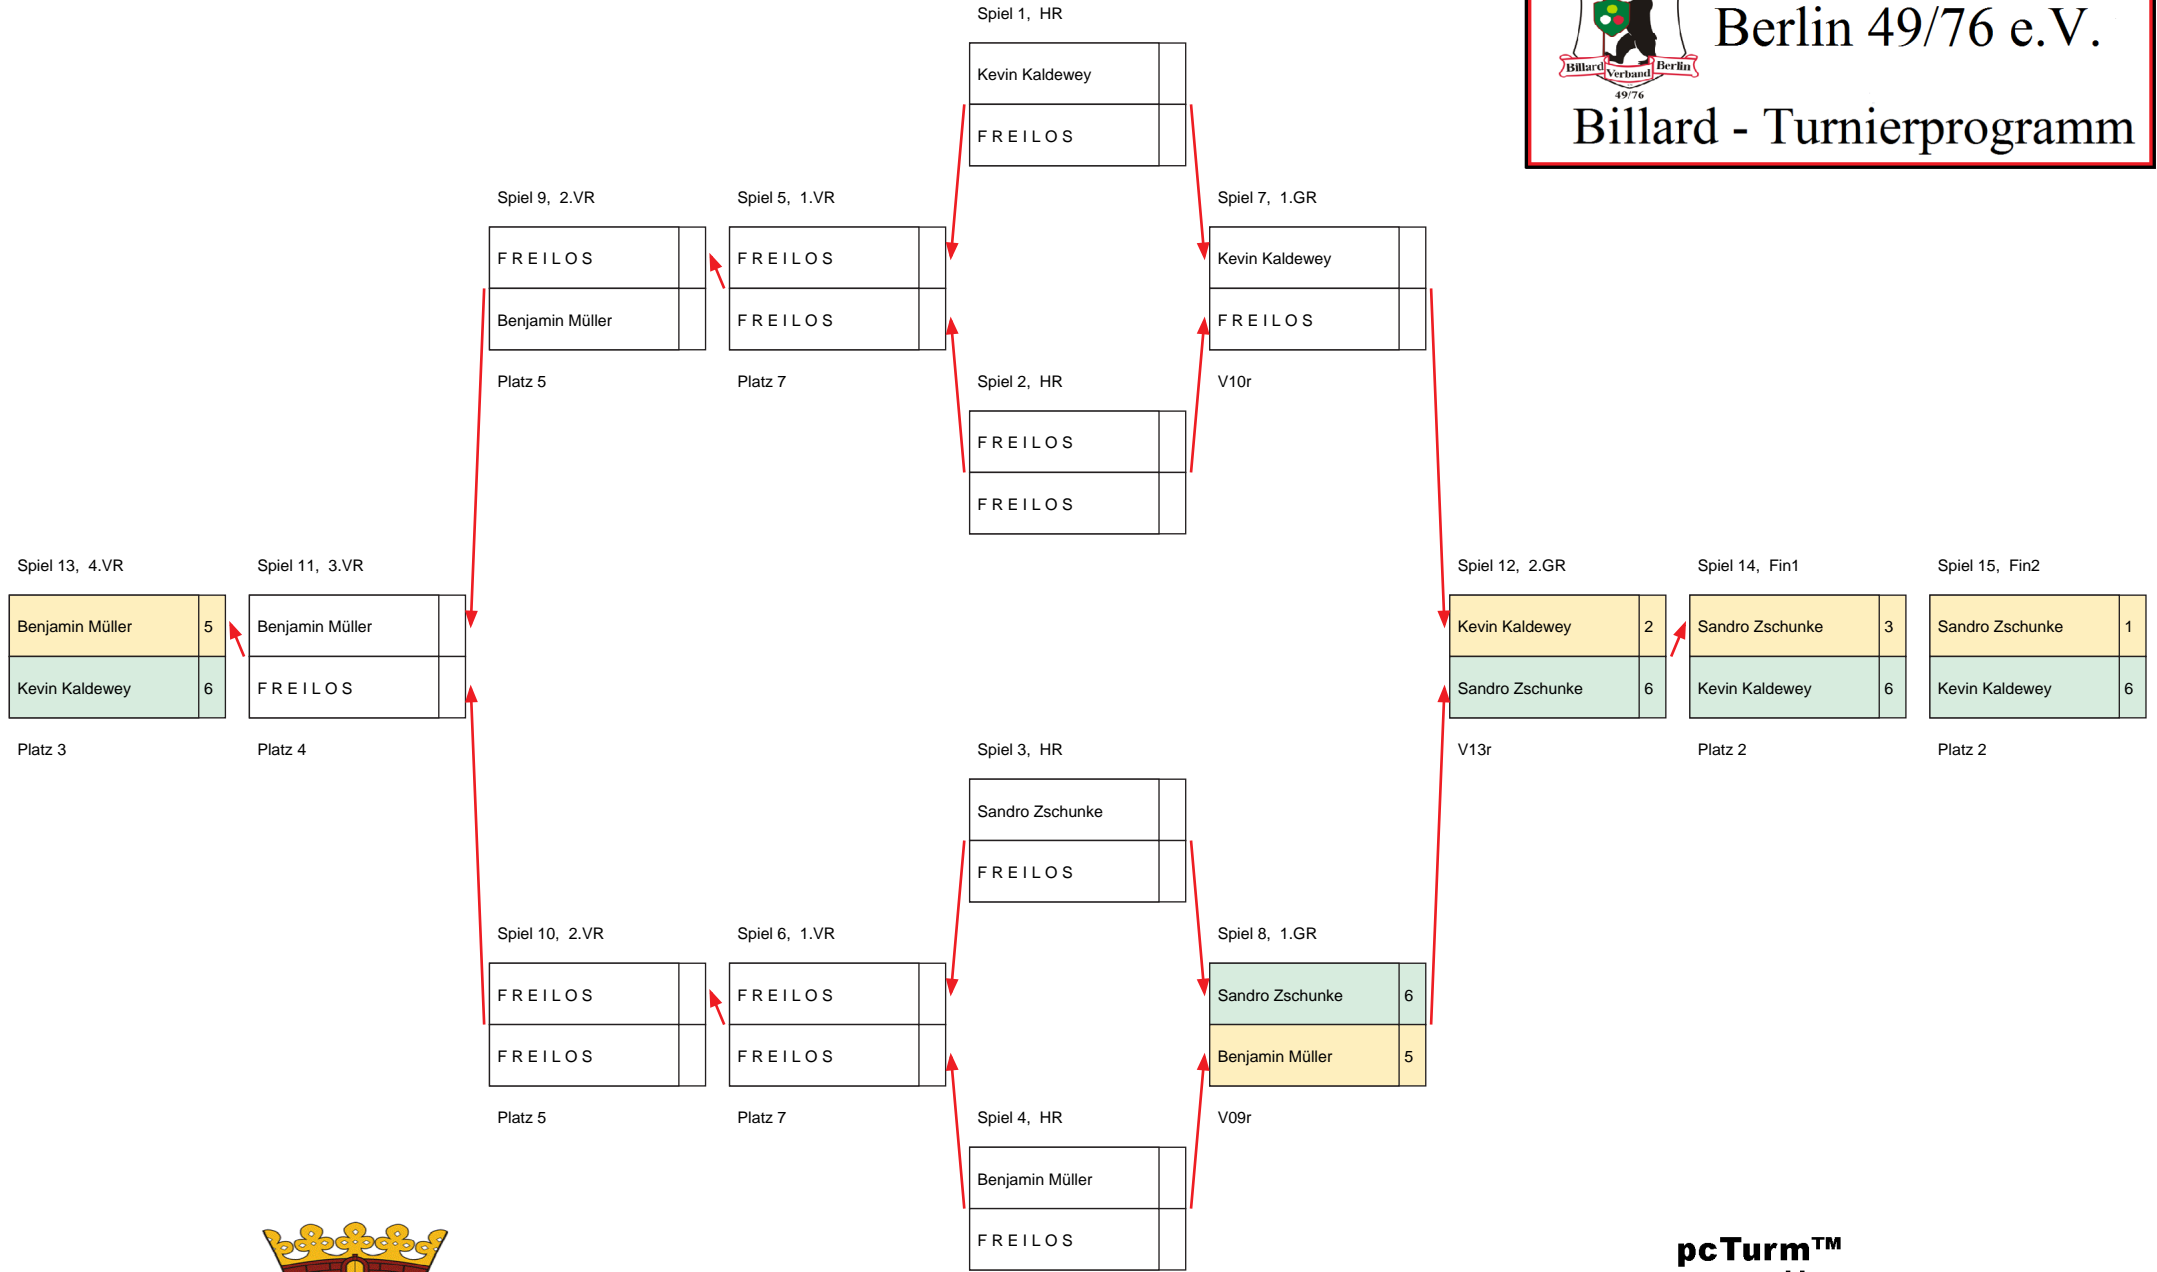 Spiel 1, HR
Kevin Kaldewey
FREILOS
Berlin 49/76 e.V.
Billard Verband Berlin
49/76
Billard - Turnierprogramm
Spiel 9, 2.VR
FREILOS
Benjamin Müller
Platz 5
Spiel 5, 1.VR
FREILOS
FREILOS
Platz 7
Spiel 7, 1.GR
Kevin Kaldewey
FREILOS
V10r
Spiel 2, HR
FREILOS
FREILOS
Spiel 13, 4.VR
Benjamin Müller 5
Kevin Kaldewey 6
Platz 3
Spiel 11, 3.VR
Benjamin Müller
FREILOS
Platz 4
Spiel 12, 2.GR
Kevin Kaldewey 2
Sandro Zschunke 6
V13r
Spiel 14, Fin1
Sandro Zschunke 3
Kevin Kaldewey 6
Platz 2
Spiel 15, Fin2
Sandro Zschunke 1
Kevin Kaldewey 6
Platz 2
Spiel 3, HR
Sandro Zschunke
FREILOS
Spiel 10, 2.VR
FREILOS
FREILOS
Platz 5
Spiel 6, 1.VR
FREILOS
FREILOS
Platz 7
Spiel 8, 1.GR
Sandro Zschunke 6
Benjamin Müller 5
V09r
Spiel 4, HR
Benjamin Müller
FREILOS
pcTurm™